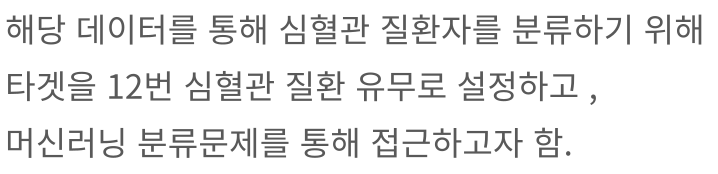 해당 데이터를 통해 심혈관 질환자를 분류하기 위해
타겟을 12번 심혈관 질환 유무로 설정하고 ,
머신러닝 분류문제를 통해 접근하고자 함.